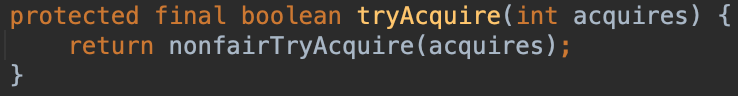 protected final boolean tryAcquire(int acquires) {
    return nonfairTryAcquire(acquires);
}